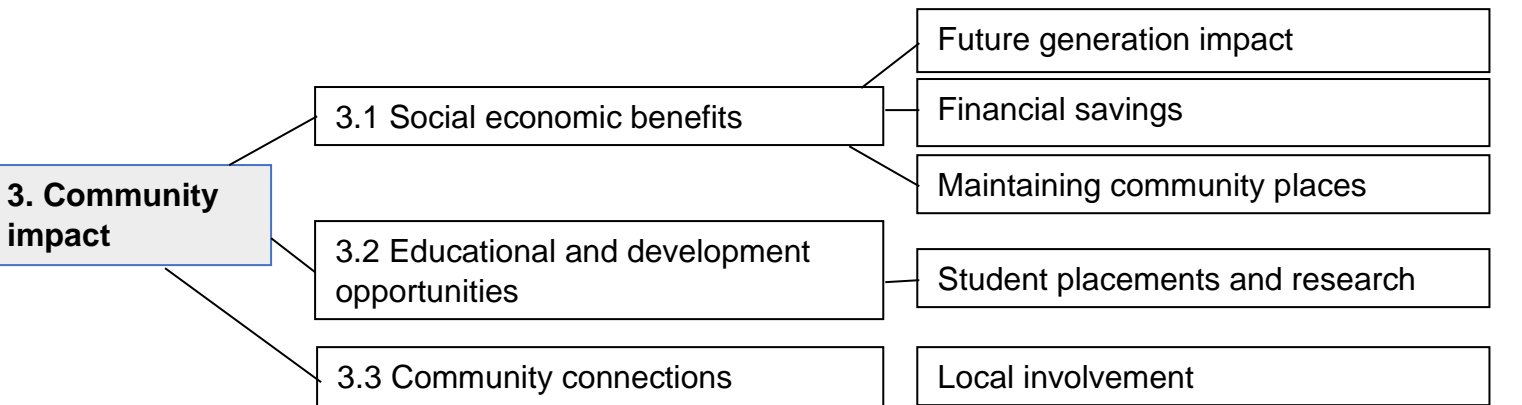 3. Community
impact
3.1 Social economic benefits
Future generation impact
Financial savings
Maintaining community places
3.2 Educational and development
opportunities
Student placements and research
3.3 Community connections
Local involvement